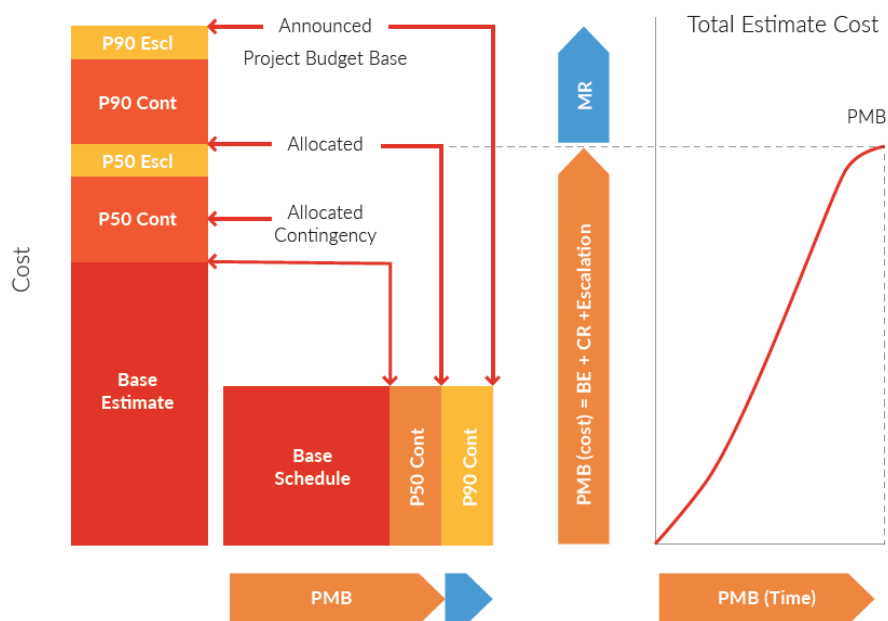 Cost
P90 Escl
P90 Cont
P50 Escl
P50 Cont
Base
Estimate
Announced
Project Budget Base
Allocated
Allocated
Contingency
Base
Schedule
P50 Cont
P90 Cont
PMB
MR
PMB (cost) = BE + CR +Escalation
Total Estimate Cost
PMB
PMB (Time)